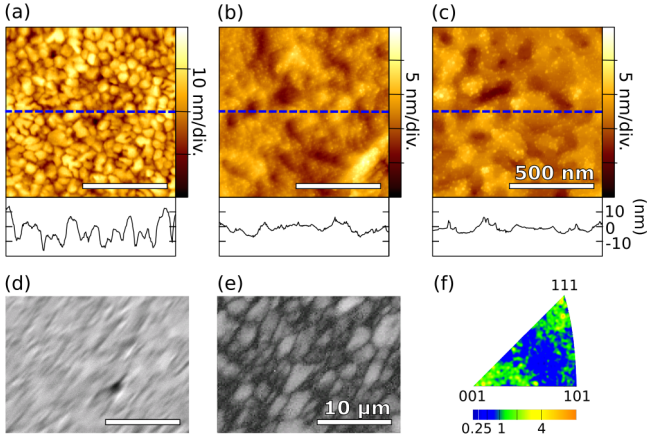 (a)
(b)
(c)
10 nm/div.
5 nm/div.
5 nm/div.
500 nm
10
0
-10
(nm)
(d)
(e)
(f)
10 μm
111
001
101
0.25 1 4